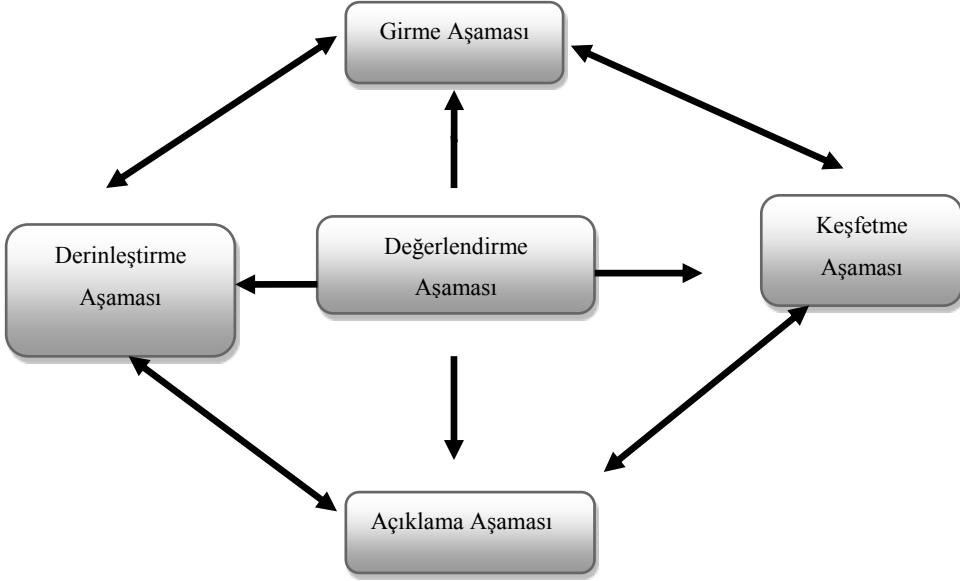 Girme Aşaması
Derinleştirme
Aşaması
Değerlendirme
Aşaması
Keşfetme
Aşaması
Açıklama Aşaması